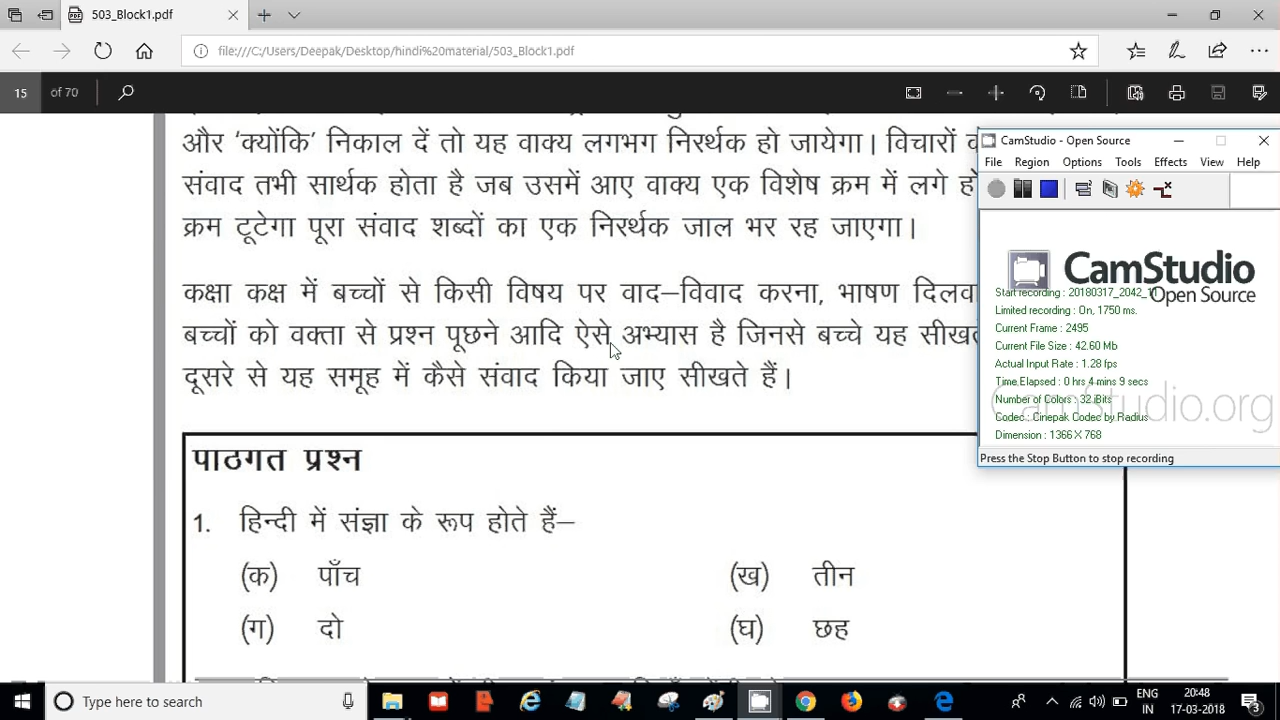 503_Block1.pdf
file:///C:/Users/Deepak/Desktop/hindi%20material/503_Block1.pdf
15 of 70
और ‘क्योंकि’ निकाल दें तो यह वाक्य लगभग निरर्थक हो जायेगा। विचारों
संवाद तभी सार्थक होता है जब उसमें आए वाक्य एक विशेष क्रम में लगे
क्रम टूटेगा पूरा संवाद शब्दों का एक निरर्थक जाल भर रह जाएगा।
कक्षा कक्ष में बच्चों से किसी विषय पर वाद–विवाद करना, भाषण
बच्चों को वक्ता से प्रश्न पूछने आदि ऐसे अभ्यास है जिनसे बच्चे यह
दूसरे से यह समूह में कैसे संवाद किया जाए सीखते हैं।
पाठगत प्रश्न
1. हिन्दी में संज्ञा के रूप होते हैं–
(क) पाँच (ख) तीन
(ग) दो (घ) छह
CamStudio - Open Source
File Region Options Tools Effects View Help
CamStudio
Open Source
Start recording : 20180317_2042_
Limited recording : On, 1750 ms.
Current Frame : 2495
Current File Size : 42.60 Mb
Actual Input Rate : 1.28 fps
Time Elapsed : 0 hrs 4 mins 9 secs
Number of Colors : 32 Bits
CamStudio.org
Codec : Cinepak Codec by Radius
Dimension : 1366 X 768
Press the Stop Button to stop recording
Type here to search
ENG 20:48
IN 17-03-2018
3